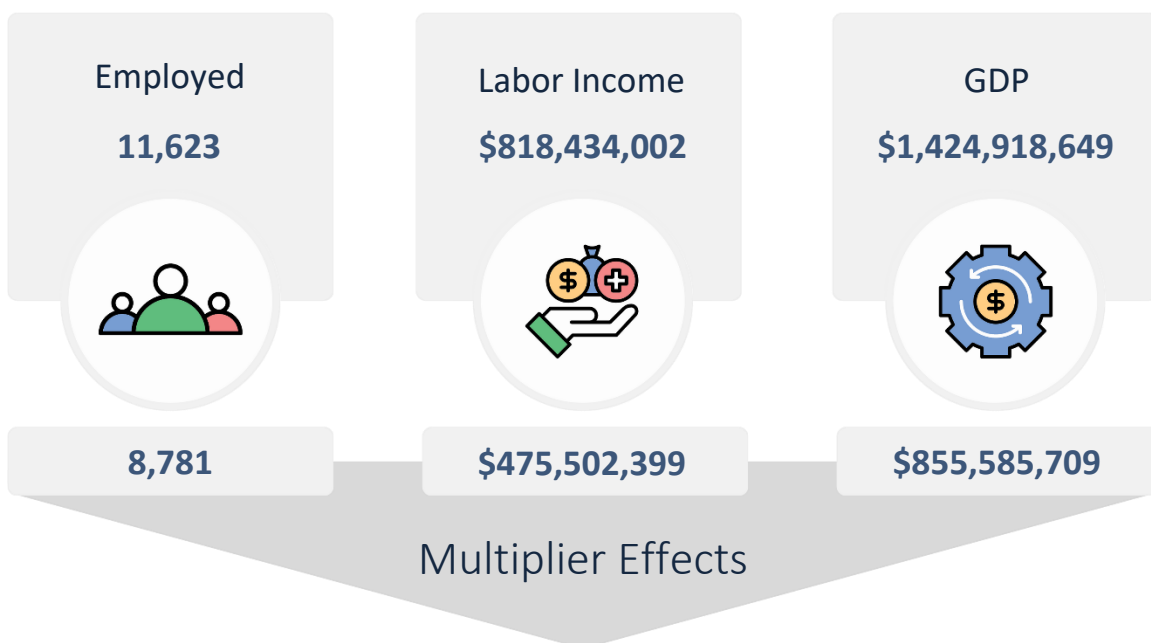 Employed
11,623
Labor Income
$818,434,002
GDP
$1,424,918,649
$
$
8,781
$475,502,399
$855,585,709
Multiplier Effects